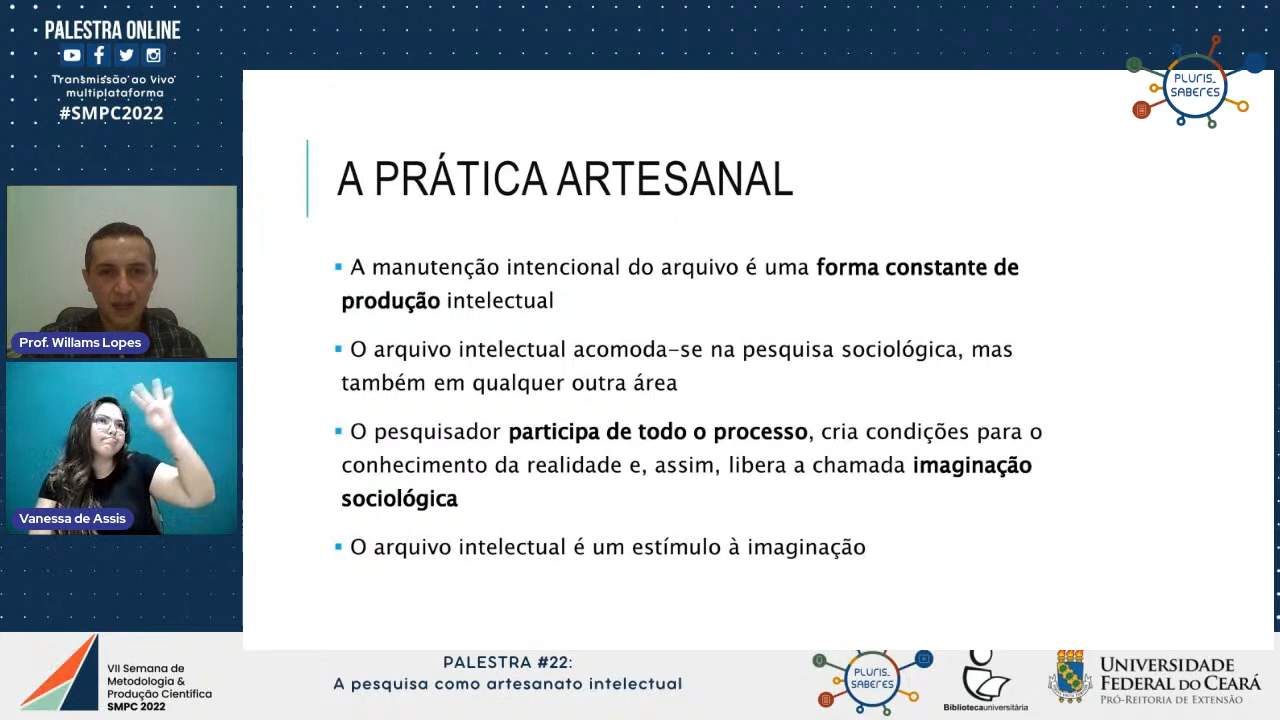 PALESTRA ONLINE
Transmissão ao vivo
multiplataforma
#SMPC2022
PLURIS_
SABERES
A PRÁTICA ARTESANAL
▪ A manutenção intencional do arquivo é uma forma constante de
produção intelectual
▪ O arquivo intelectual acomoda-se na pesquisa sociológica, mas
também em qualquer outra área
▪ O pesquisador participa de todo o processo, cria condições para o
conhecimento da realidade e, assim, libera a chamada imaginação
sociológica
▪ O arquivo intelectual é um estímulo à imaginação
Prof. Willams Lopes
Vanessa de Assis
VII Semana de
Metodologia &
Produção Científica
SMPC 2022
PALESTRA #22:
A pesquisa como artesanato intelectual
PLURIS_
SABERES
Bibliotecauniversitária
UNIVERSIDADE
FEDERAL DO CEARÁ
PRÓ-REITORIA DE EXTENSÃO